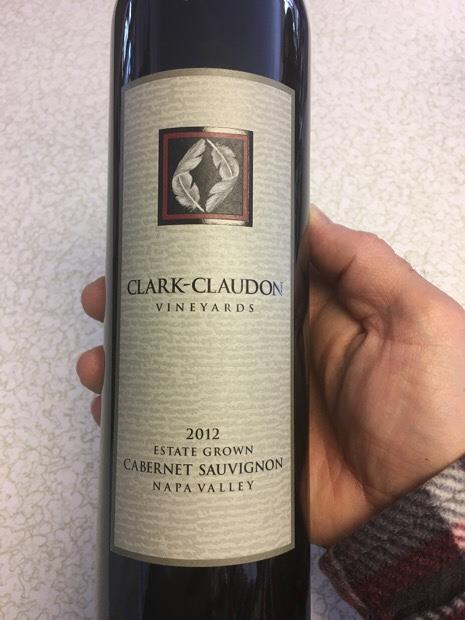 CLARK-CLAUDON
VINEYARDS
2012
ESTATE GROWN
CABERNET SAUVIGNON
NAPA VALLEY